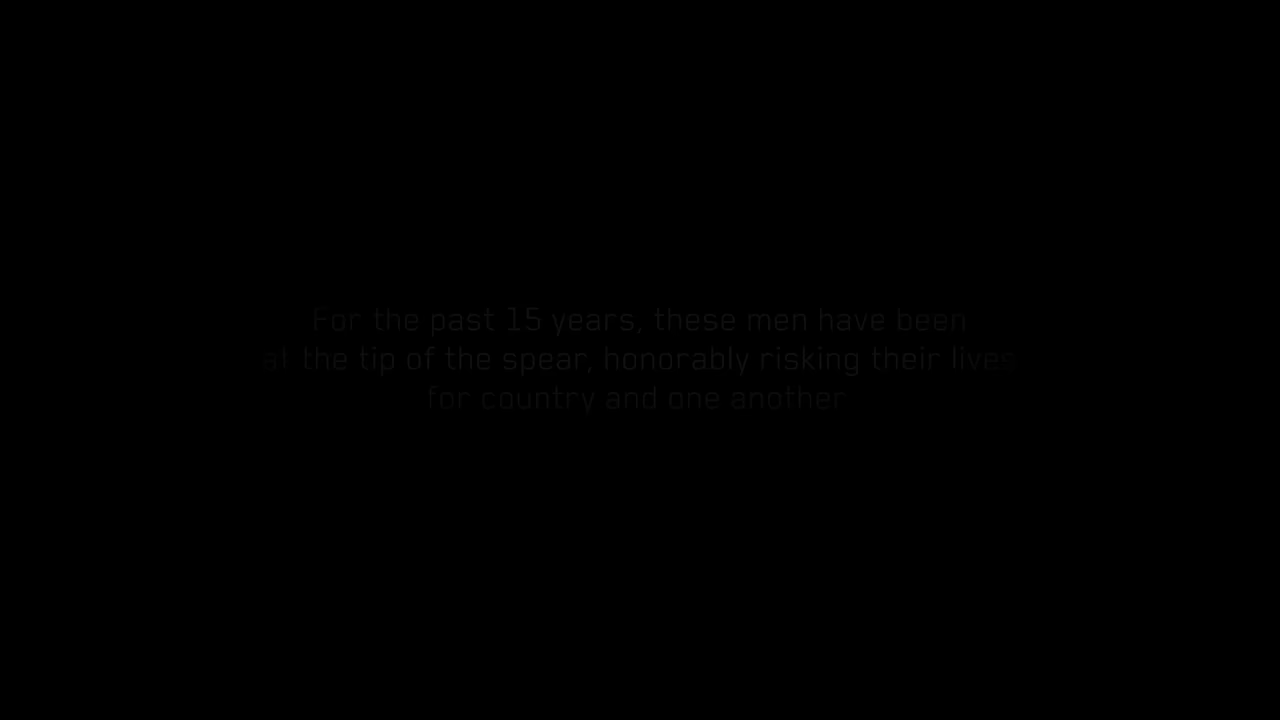 For the past 15 years, these men have been
at the tip of the spear, honorably risking their lives
for country and one another